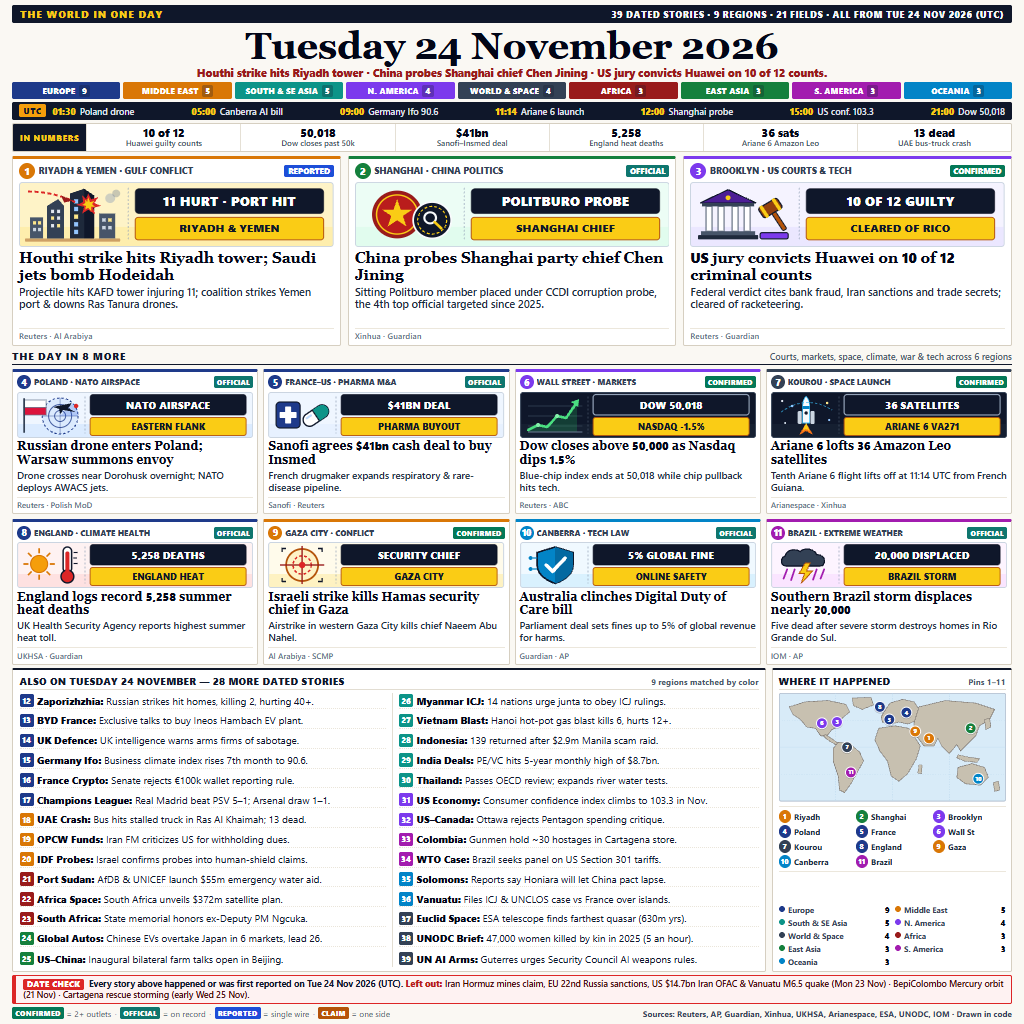 THE WORLD IN ONE DAY
39 DATED STORIES · 9 REGIONS · 21 FIELDS · ALL FROM TUE 24 NOV 2026 (UTC)
Tuesday 24 November 2026
Houthi strike hits Riyadh tower · China probes Shanghai chief Chen Jining · US jury convicts Huawei on 10 of 12 counts.
EUROPE 9
MIDDLE EAST 5
SOUTH & SE ASIA 5
N. AMERICA 4
WORLD & SPACE 4
AFRICA 3
EAST ASIA 3
S. AMERICA 3
OCEANIA 3
UTC 01:30 Poland drone 05:00 Canberra AI bill 09:00 Germany Ifo 90.6 11:14 Ariane 6 launch 12:00 Shanghai probe 15:00 US conf. 103.3 21:00 Dow 50,018
IN NUMBERS
10 of 12
Huawei guilty counts
50,018
Dow closes past 50k
$41bn
Sanofi–Insmed deal
5,258
England heat deaths
36 sats
Ariane 6 Amazon Leo
13 dead
UAE bus-truck crash
1 RIYADH & YEMEN · GULF CONFLICT REPORTED
11 HURT · PORT HIT
RIYADH & YEMEN
Houthi strike hits Riyadh tower; Saudi
jets bomb Hodeidah
Projectile hits KAFD tower injuring 11; coalition strikes Yemen
port & downs Ras Tanura drones.
Reuters · Al Arabiya
2 SHANGHAI · CHINA POLITICS OFFICIAL
POLITBURO PROBE
SHANGHAI CHIEF
China probes Shanghai party chief Chen
Jining
Sitting Politburo member placed under CCDI corruption probe,
the 4th top official targeted since 2025.
Xinhua · Guardian
3 BROOKLYN · US COURTS & TECH CONFIRMED
10 OF 12 GUILTY
CLEARED OF RICO
US jury convicts Huawei on 10 of 12
criminal counts
Federal verdict cites bank fraud, Iran sanctions and trade secrets;
cleared of racketeering.
Reuters · Guardian
THE DAY IN 8 MORE
Courts, markets, space, climate, war & tech across 6 regions
4 POLAND · NATO AIRSPACE OFFICIAL
NATO AIRSPACE
EASTERN FLANK
Russian drone enters Poland;
Warsaw summons envoy
Drone crosses near Dorohusk overnight; NATO
deploys AWACS jets.
Reuters · Polish MoD
5 FRANCE–US · PHARMA M&A OFFICIAL
$41BN DEAL
PHARMA BUYOUT
Sanofi agrees $41bn cash deal to buy
Insmed
French drugmaker expands respiratory & rare-
disease pipeline.
Sanofi · Reuters
6 WALL STREET · MARKETS CONFIRMED
DOW 50,018
NASDAQ -1.5%
Dow closes above 50,000 as Nasdaq
dips 1.5%
Blue-chip index ends at 50,018 while chip pullback
hits tech.
Reuters · ABC
7 KOUROU · SPACE LAUNCH CONFIRMED
36 SATELLITES
ARIANE 6 VA271
Ariane 6 lofts 36 Amazon Leo
satellites
Tenth Ariane 6 flight lifts off at 11:14 UTC from French
Guiana.
Arianespace · Xinhua
8 ENGLAND · CLIMATE HEALTH OFFICIAL
5,258 DEATHS
ENGLAND HEAT
England logs record 5,258 summer
heat deaths
UK Health Security Agency reports highest summer
heat toll.
UKHSA · Guardian
9 GAZA CITY · CONFLICT CONFIRMED
SECURITY CHIEF
GAZA CITY
Israeli strike kills Hamas security
chief in Gaza
Airstrike in western Gaza City kills chief Naeem Abu
Nahel.
Al Arabiya · SCMP
10 CANBERRA · TECH LAW OFFICIAL
5% GLOBAL FINE
ONLINE SAFETY
Australia clinches Digital Duty of
Care bill
Parliament deal sets fines up to 5% of global revenue
for harms.
Guardian · AP
11 BRAZIL · EXTREME WEATHER OFFICIAL
20,000 DISPLACED
BRAZIL STORM
Southern Brazil storm displaces
nearly 20,000
Five dead after severe storm destroys homes in Rio
Grande do Sul.
IOM · AP
ALSO ON TUESDAY 24 NOVEMBER — 28 MORE DATED STORIES
9 regions matched by color
12 Zaporizhzhia: Russian strikes hit homes, killing 2, hurting 40+.
13 BYD France: Exclusive talks to buy Ineos Hambach EV plant.
14 UK Defence: UK intelligence warns arms firms of sabotage.
15 Germany Ifo: Business climate index rises 7th month to 90.6.
16 France Crypto: Senate rejects €100k wallet reporting rule.
17 Champions League: Real Madrid beat PSV 5–1; Arsenal draw 1–1.
18 UAE Crash: Bus hits stalled truck in Ras Al Khaimah; 13 dead.
19 OPCW Funds: Iran FM criticizes US for withholding dues.
20 IDF Probes: Israel confirms probes into human-shield claims.
21 Port Sudan: AfDB & UNICEF launch $55m emergency water aid.
22 Africa Space: South Africa unveils $372m satellite plan.
23 South Africa: State memorial honors ex-Deputy PM Ngcuka.
24 Global Autos: Chinese EVs overtake Japan in 6 markets, lead 26.
25 US–China: Inaugural bilateral farm talks open in Beijing.
26 Myanmar ICJ: 14 nations urge junta to obey ICJ rulings.
27 Vietnam Blast: Hanoi hot-pot gas blast kills 6, hurts 12+.
28 Indonesia: 139 returned after $2.9m Manila scam raid.
29 India Deals: PE/VC hits 5-year monthly high of $8.7bn.
30 Thailand: Passes OECD review; expands river water tests.
31 US Economy: Consumer confidence index climbs to 103.3 in Nov.
32 US–Canada: Ottawa rejects Pentagon spending critique.
33 Colombia: Gunmen hold ~30 hostages in Cartagena store.
34 WTO Case: Brazil seeks panel on US Section 301 tariffs.
35 Solomons: Reports say Honiara will let China pact lapse.
36 Vanuatu: Files ICJ & UNCLOS case vs France over islands.
37 Euclid Space: ESA telescope finds farthest quasar (630m yrs).
38 UNODC Brief: 47,000 women killed by kin in 2025 (5 an hour).
39 UN AI Arms: Guterres urges Security Council AI weapons rules.
WHERE IT HAPPENED
Pins 1–11
8
4
5
6
3
9
1
2
7
11
10
1 Riyadh 2 Shanghai 3 Brooklyn
4 Poland 5 France 6 Wall St
7 Kourou 8 England 9 Gaza
10 Canberra 11 Brazil
Europe 9 Middle East 5
South & SE Asia 5 N. America 4
World & Space 4 Africa 3
East Asia 3 S. America 3
Oceania 3
DATE CHECK Every story above happened or was first reported on Tue 24 Nov 2026 (UTC). Left out: Iran Hormuz mines claim, EU 22nd Russia sanctions, US $14.7bn Iran OFAC & Vanuatu M6.5 quake (Mon 23 Nov) · BepiColombo Mercury orbit
(21 Nov) · Cartagena rescue storming (early Wed 25 Nov).
CONFIRMED = 2+ outlets · OFFICIAL = on record · REPORTED = single wire · CLAIM = one side
Sources: Reuters, AP, Guardian, Xinhua, UKHSA, Arianespace, ESA, UNODC, IOM · Drawn in code